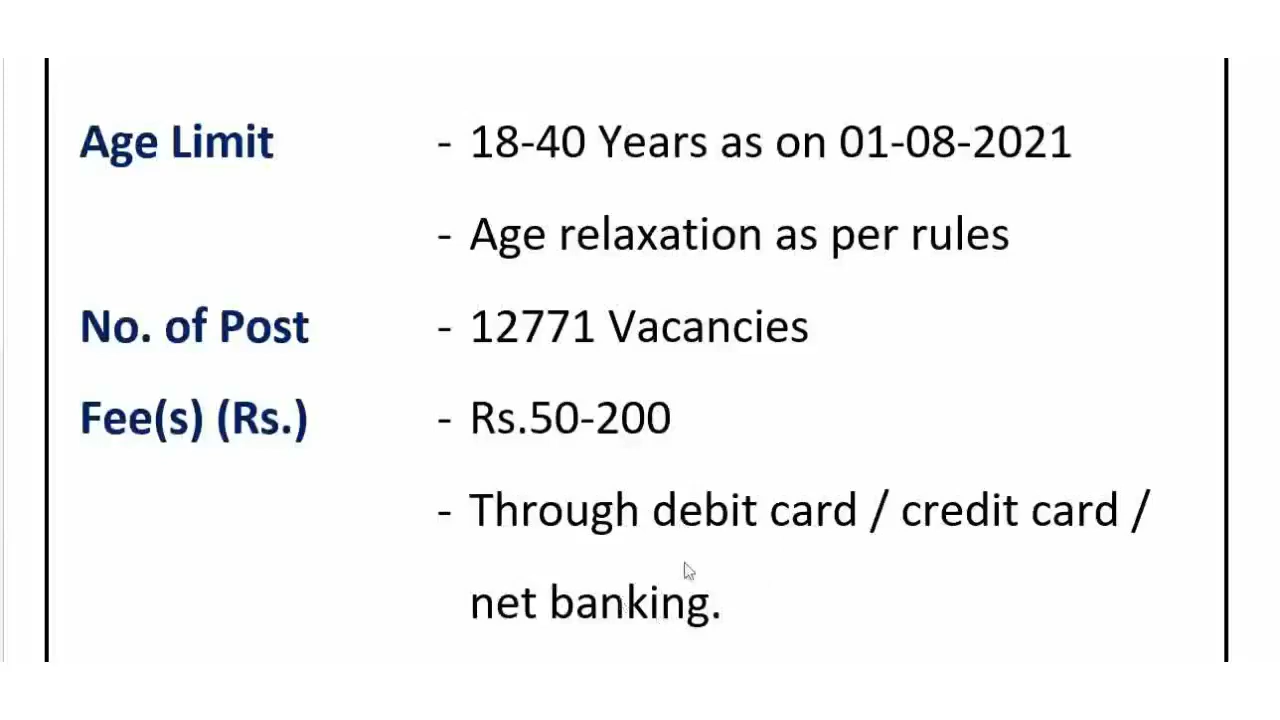 Age Limit - 18-40 Years as on 01-08-2021
- Age relaxation as per rules
No. of Post - 12771 Vacancies
Fee(s) (Rs.) - Rs.50-200
- Through debit card / credit card /
net banking.